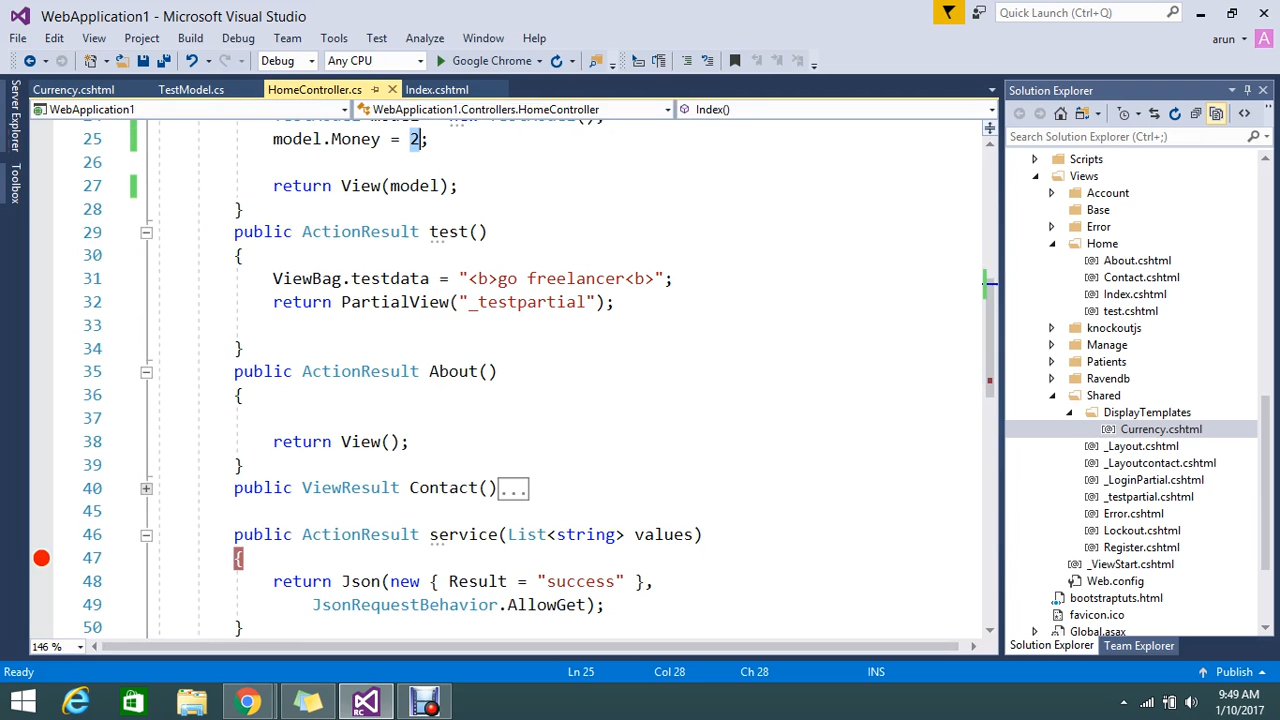 WebApplication1 - Microsoft Visual Studio
Quick Launch (Ctrl+Q)
File Edit View Project Build Debug Team Tools Test Analyze Window Help
arun
A
Debug
Any CPU
Google Chrome
Server Explorer
Toolbox
Currency.cshtml
TestModel.cs
HomeController.cs
Index.cshtml
WebApplication1
WebApplication1.Controllers.HomeController
Index()
25 model.Money = 2;
26
27 return View(model);
28 }
29 public ActionResult test()
30 {
31 ViewBag.testdata = "<b>go freelancer<b>";
32 return PartialView("_testpartial");
33
34 }
35 public ActionResult About()
36 {
37
38 return View();
39 }
40 public ViewResult Contact()...
45
46 public ActionResult service(List<string> values)
47 {
48 return Json(new { Result = "success" },
49 JsonRequestBehavior.AllowGet);
50 }
146 %
Solution Explorer
Search Solution Explorer (Ctrl+;)
Scripts
Views
Account
Base
Error
Home
About.cshtml
Contact.cshtml
Index.cshtml
test.cshtml
knockoutjs
Manage
Patients
Ravendb
Shared
DisplayTemplates
Currency.cshtml
_Layout.cshtml
_Layoutcontact.cshtml
_LoginPartial.cshtml
_testpartial.cshtml
Error.cshtml
Lockout.cshtml
Register.cshtml
_ViewStart.cshtml
Web.config
bootstraptuts.html
favicon.ico
Global.asax
Solution Explorer Team Explorer
Ready
Ln 25
Col 28
Ch 28
INS
Publish
RC
9:49 AM
1/10/2017